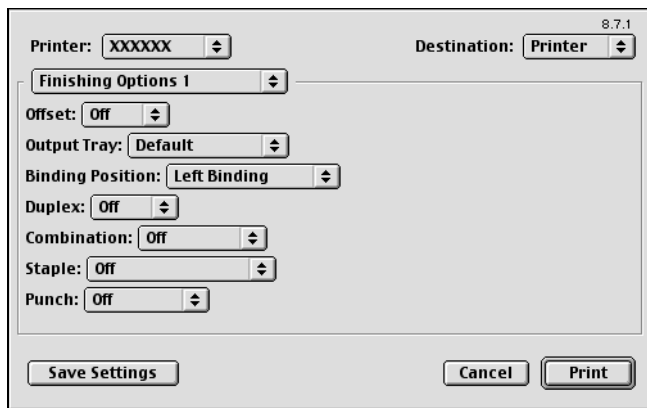 8.7.1
Printer: XXXXXX Destination: Printer
Finishing Options 1
Offset: Off
Output Tray: Default
Binding Position: Left Binding
Duplex: Off
Combination: Off
Staple: Off
Punch: Off
Save Settings Cancel Print